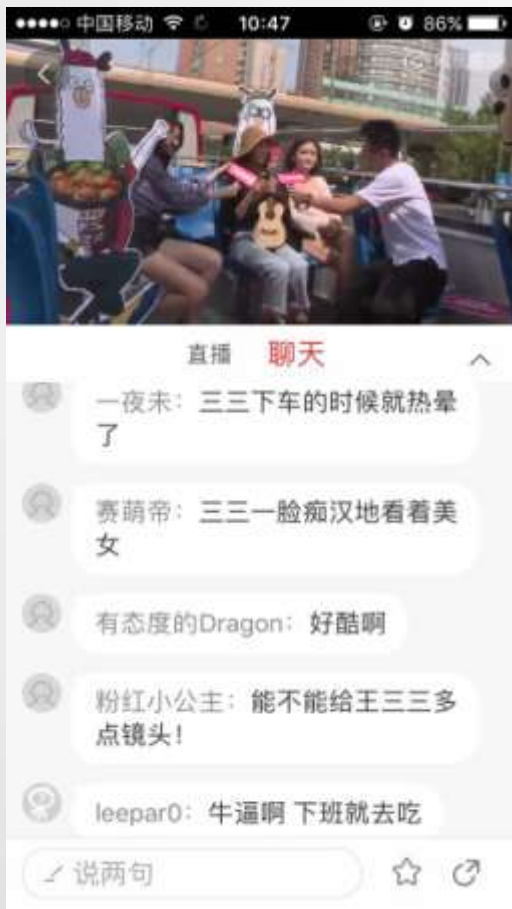 中国移动 10:47 86%
直播 聊天
一夜未：三三下车的时候就热晕
了
赛萌帝：三三一脸痴汉地看着美
女
有态度的Dragon：好酷啊
粉红小公主：能不能给王三三多
点镜头！
leepar0：牛逼啊 下班就去吃
说两句